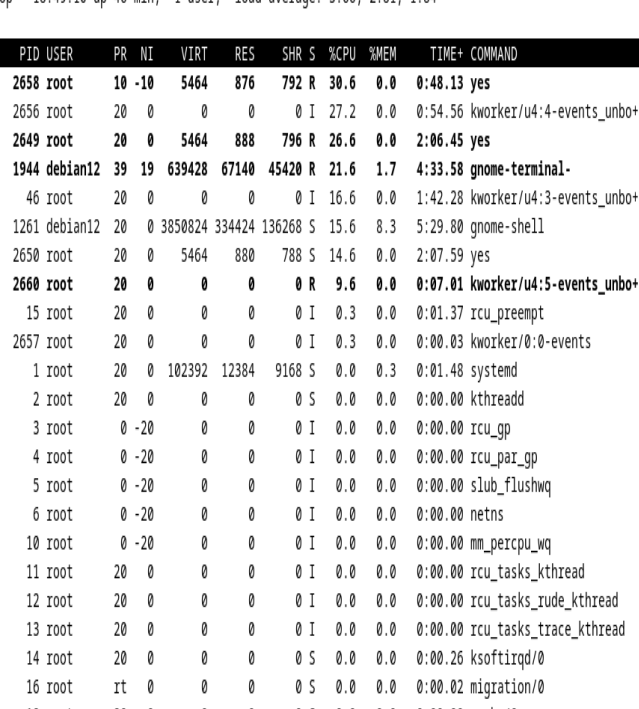 PID USER PR NI VIRT RES SHR S %CPU %MEM TIME+ COMMAND
2658 root 10 -10 5464 876 792 R 30.6 0.0 0:48.13 yes
2656 root 20 0 0 0 0 I 27.2 0.0 0:54.56 kworker/u4:4-events_unbo+
2649 root 20 0 5464 888 796 R 26.6 0.0 2:06.45 yes
1944 debian12 39 19 639428 67140 45420 R 21.6 1.7 4:33.58 gnome-terminal-
46 root 20 0 0 0 0 I 16.6 0.0 1:42.28 kworker/u4:3-events_unbo+
1261 debian12 20 0 3850824 334424 136268 S 15.6 8.3 5:29.80 gnome-shell
2650 root 20 0 5464 880 788 S 14.6 0.0 2:07.59 yes
2660 root 20 0 0 0 0 R 9.6 0.0 0:07.01 kworker/u4:5-events_unbo+
15 root 20 0 0 0 0 I 0.3 0.0 0:01.37 rcu_preempt
2657 root 20 0 0 0 0 I 0.3 0.0 0:00.03 kworker/0:0-events
1 root 20 0 102392 12384 9168 S 0.0 0.3 0:01.48 systemd
2 root 20 0 0 0 0 S 0.0 0.0 0:00.00 kthreadd
3 root 0 -20 0 0 0 I 0.0 0.0 0:00.00 rcu_gp
4 root 0 -20 0 0 0 I 0.0 0.0 0:00.00 rcu_par_gp
5 root 0 -20 0 0 0 I 0.0 0.0 0:00.00 slub_flushwq
6 root 0 -20 0 0 0 I 0.0 0.0 0:00.00 netns
10 root 0 -20 0 0 0 I 0.0 0.0 0:00.00 mm_percpu_wq
11 root 20 0 0 0 0 I 0.0 0.0 0:00.00 rcu_tasks_kthread
12 root 20 0 0 0 0 I 0.0 0.0 0:00.00 rcu_tasks_rude_kthread
13 root 20 0 0 0 0 I 0.0 0.0 0:00.00 rcu_tasks_trace_kthread
14 root 20 0 0 0 0 S 0.0 0.0 0:00.26 ksoftirqd/0
16 root rt 0 0 0 0 S 0.0 0.0 0:00.02 migration/0